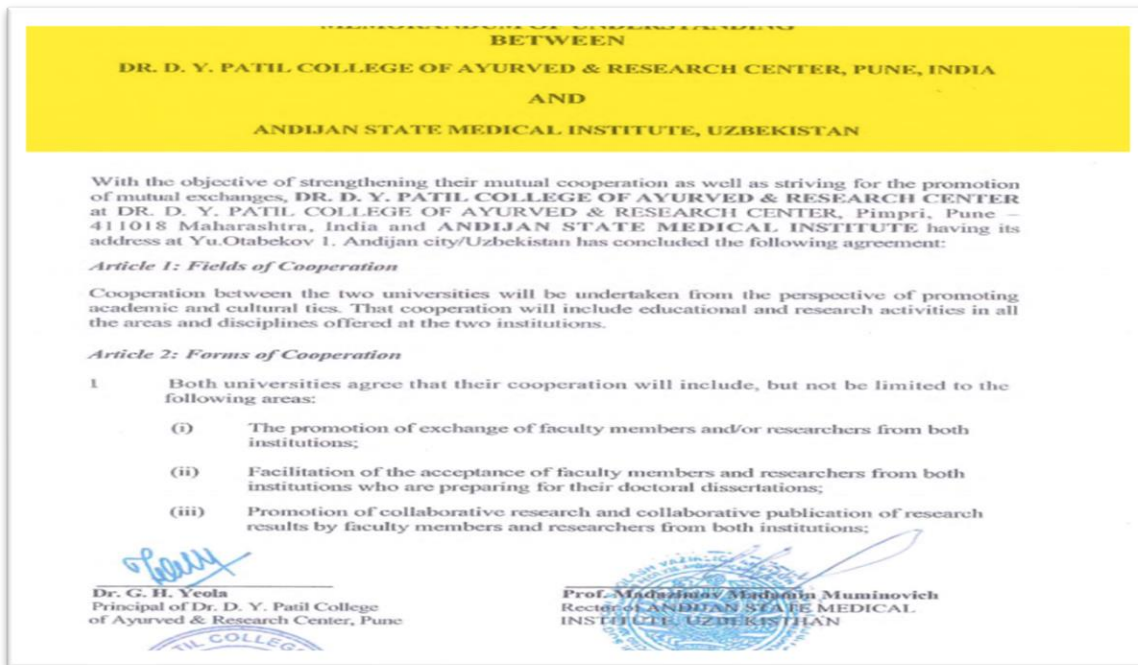 MEMORANDUM OF UNDERSTANDING
BETWEEN
DR. D. Y. PATIL COLLEGE OF AYURVED & RESEARCH CENTER, PUNE, INDIA
AND
ANDIJAN STATE MEDICAL INSTITUTE, UZBEKISTAN
With the objective of strengthening their mutual cooperation as well as striving for the promotion
of mutual exchanges, DR. D. Y. PATIL COLLEGE OF AYURVED & RESEARCH CENTER
at DR. D. Y. PATIL COLLEGE OF AYURVED & RESEARCH CENTER, Pimpri, Pune –
411018 Maharashtra, India and ANDIJAN STATE MEDICAL INSTITUTE having its
address at Yu.Otabekov 1. Andijan city/Uzbekistan has concluded the following agreement:
Article 1: Fields of Cooperation
Cooperation between the two universities will be undertaken from the perspective of promoting
academic and cultural ties. That cooperation will include educational and research activities in all
the areas and disciplines offered at the two institutions.
Article 2: Forms of Cooperation
1 Both universities agree that their cooperation will include, but not be limited to the
following areas:
(i) The promotion of exchange of faculty members and/or researchers from both
institutions;
(ii) Facilitation of the acceptance of faculty members and researchers from both
institutions who are preparing for their doctoral dissertations;
(iii) Promotion of collaborative research and collaborative publication of research
results by faculty members and researchers from both institutions;
Dr. G. H. Yeola
Principal of Dr. D. Y. Patil College
of Ayurved & Research Center, Pune
Prof. Madazimov Madamin Muminovich
Rector of ANDIJAN STATE MEDICAL
INSTITUTE, UZBEKISTHAN
TIL COLLEG